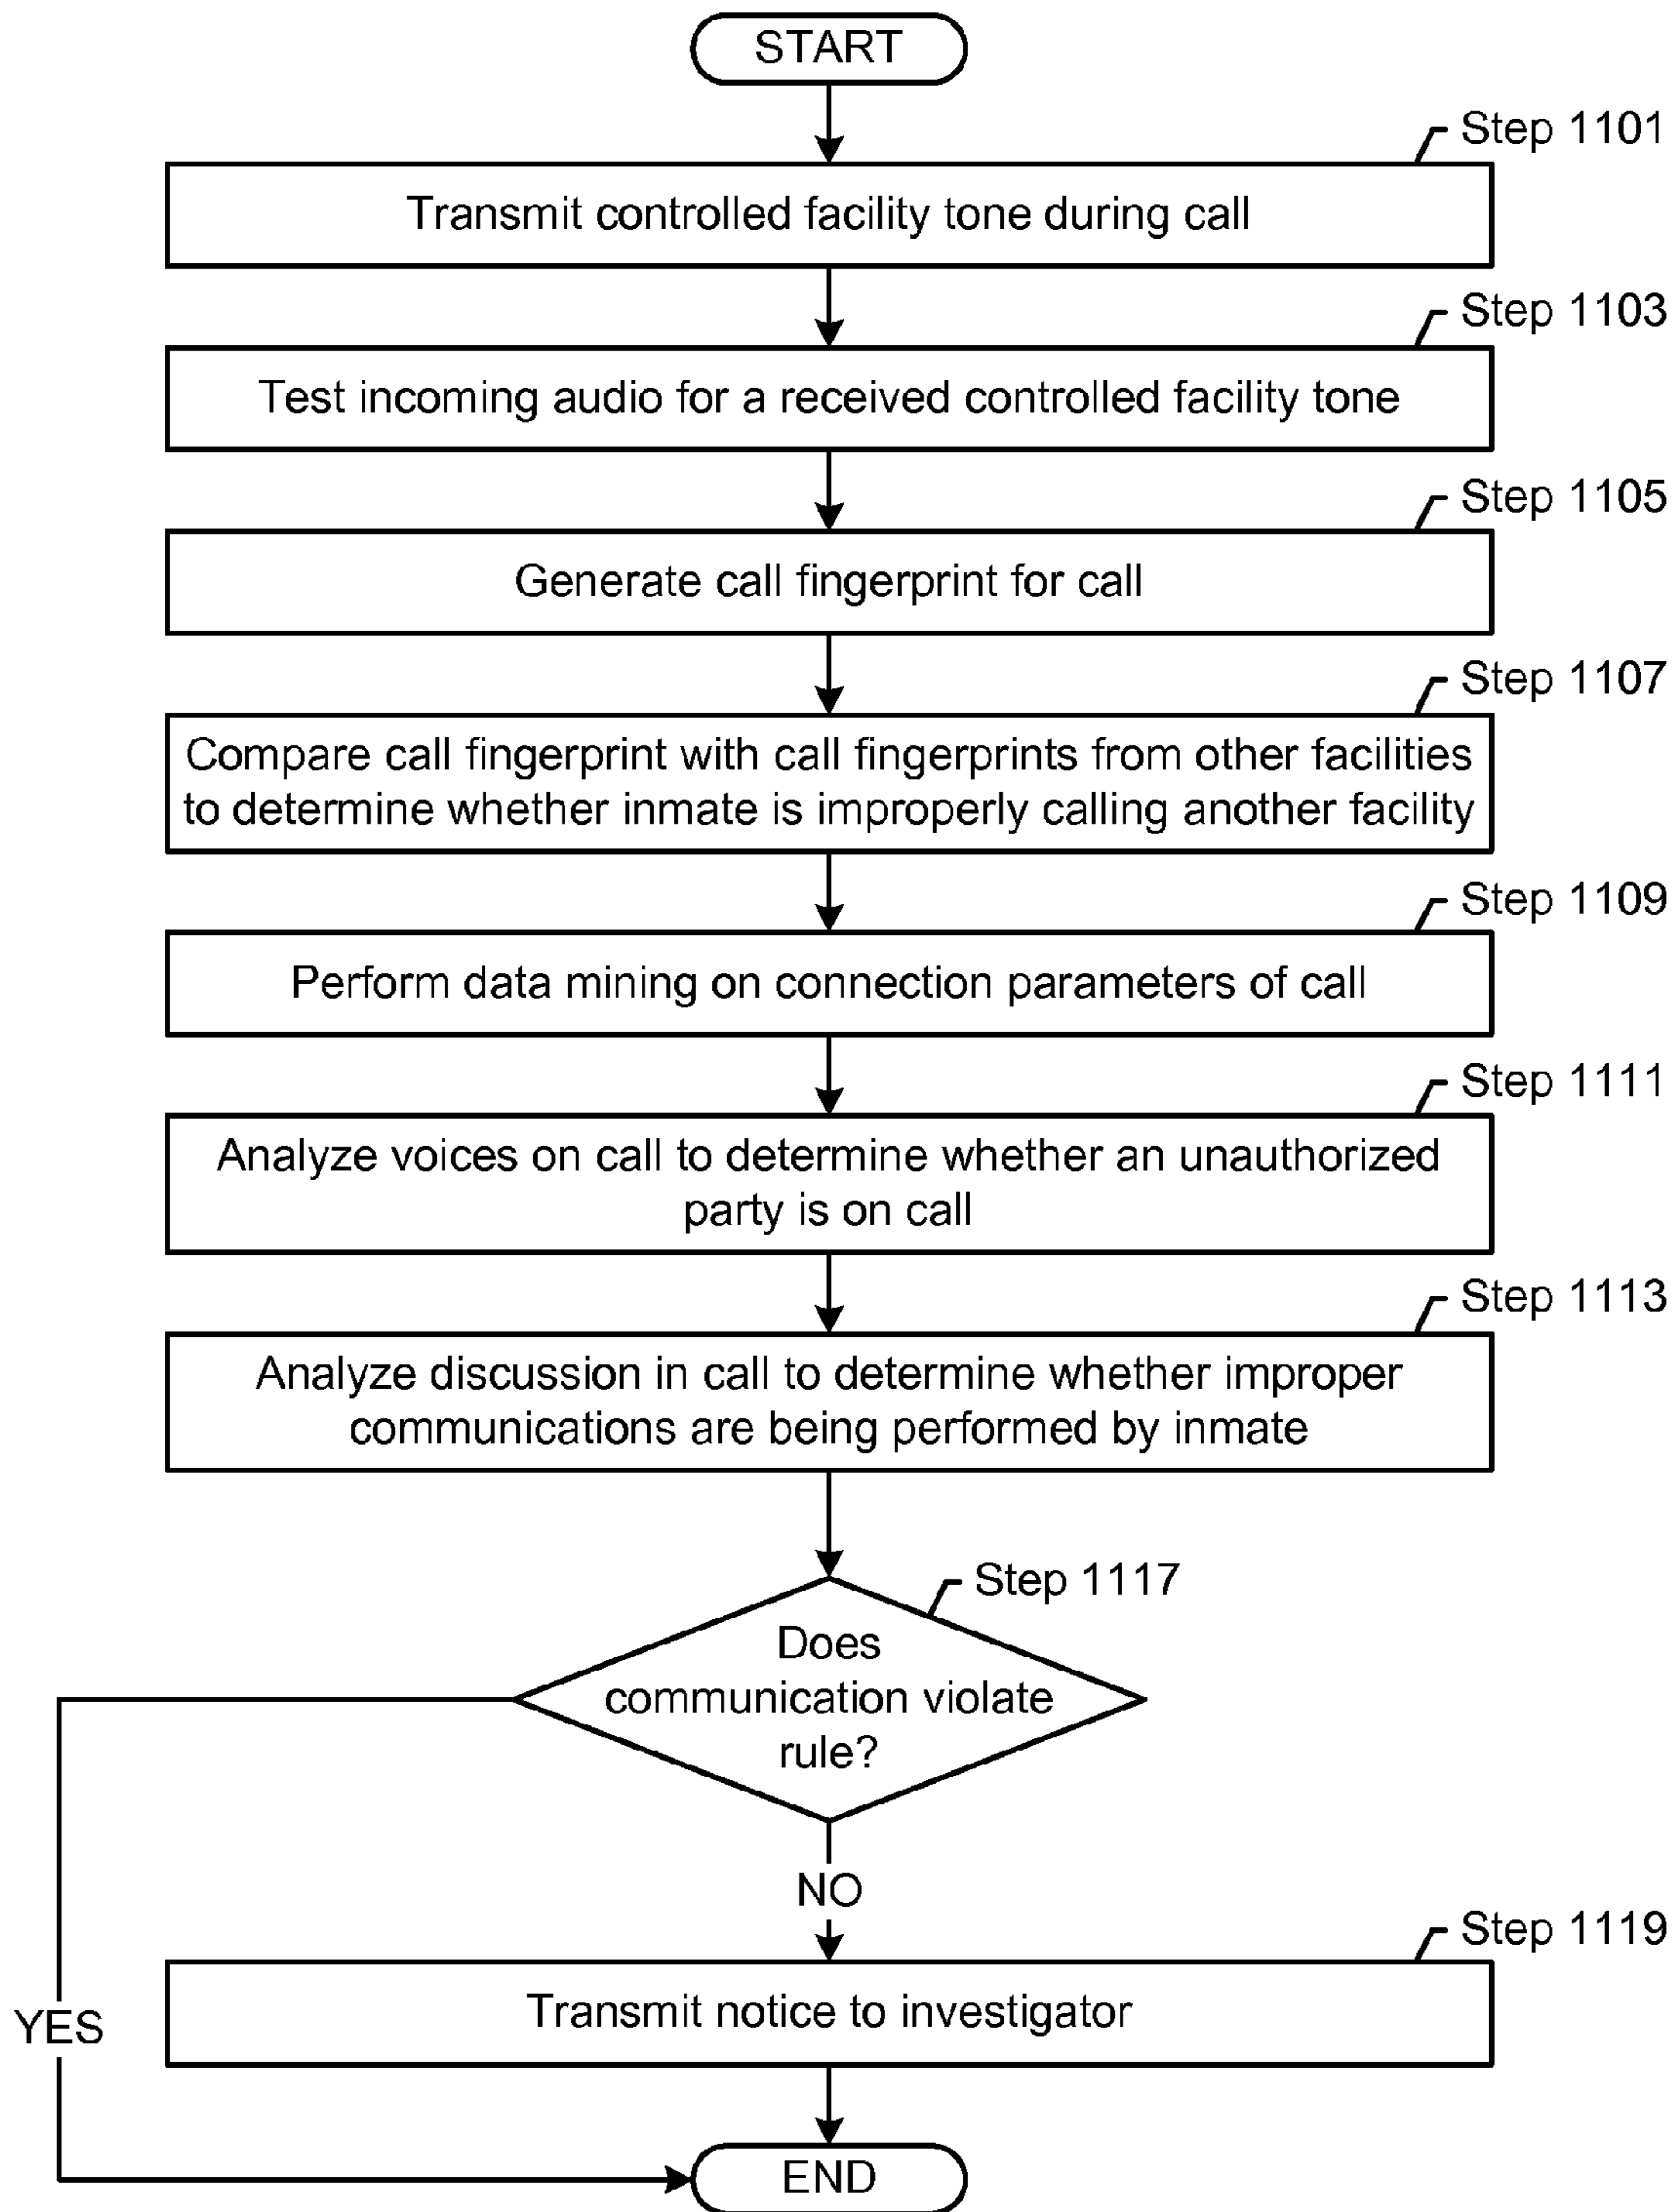 START
Step 1101
Transmit controlled facility tone during call
Step 1103
Test incoming audio for a received controlled facility tone
Step 1105
Generate call fingerprint for call
Step 1107
Compare call fingerprint with call fingerprints from other facilities
to determine whether inmate is improperly calling another facility
Step 1109
Perform data mining on connection parameters of call
Step 1111
Analyze voices on call to determine whether an unauthorized
party is on call
Step 1113
Analyze discussion in call to determine whether improper
communications are being performed by inmate
Step 1117
Does
communication violate
rule?
NO
Step 1119
Transmit notice to investigator
YES
END